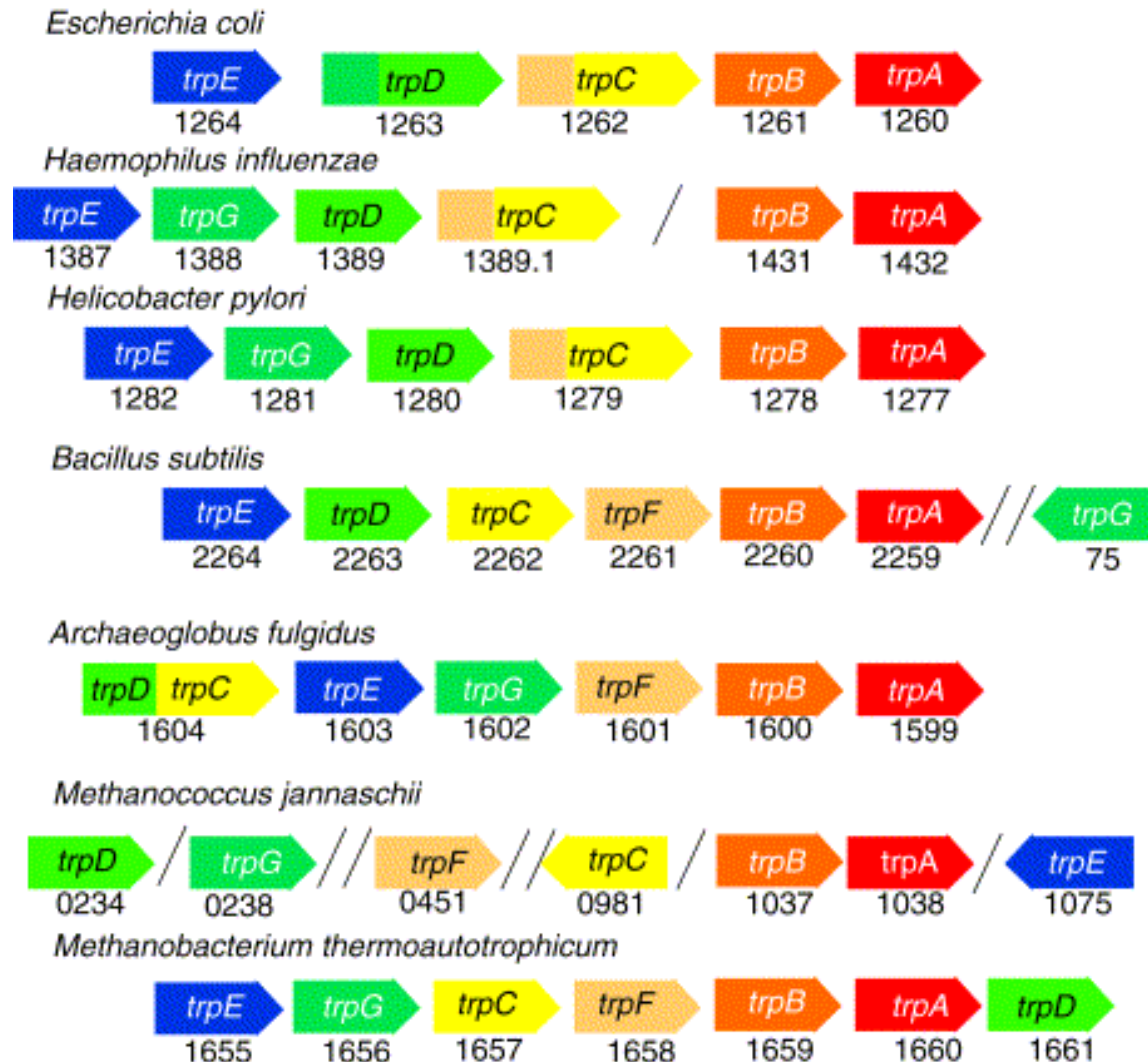 Escherichia coli
trpE trpD trpC trpB trpA
1264 1263 1262 1261 1260
Haemophilus influenzae
trpE trpG trpD trpC / trpB trpA
1387 1388 1389 1389.1 1431 1432
Helicobacter pylori
trpE trpG trpD trpC trpB trpA
1282 1281 1280 1279 1278 1277
Bacillus subtilis
trpE trpD trpC trpF trpB trpA // trpG
2264 2263 2262 2261 2260 2259 75
Archaeoglobus fulgidus
trpD trpC trpE trpG trpF trpB trpA
1604 1603 1602 1601 1600 1599
Methanococcus jannaschii
trpD / trpG // trpF // trpC / trpB trpA / trpE
0234 0238 0451 0981 1037 1038 1075
Methanobacterium thermoautotrophicum
trpE trpG trpC trpF trpB trpA trpD
1655 1656 1657 1658 1659 1660 1661